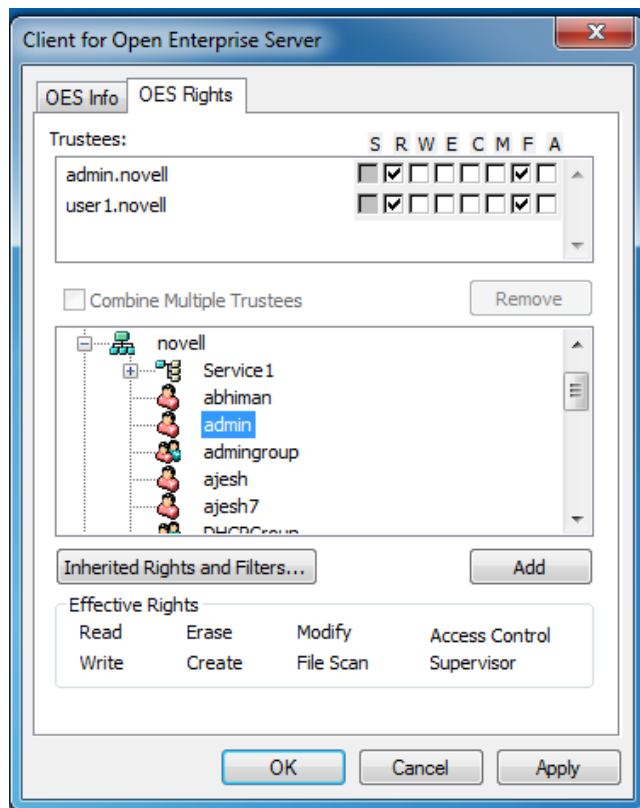 Client for Open Enterprise Server
OES Info OES Rights
Trustees: S R W E C M F A
admin.novell
user1.novell
Combine Multiple Trustees Remove
novell
Service1
abhiman
admin
admingroup
ajesh
ajesh7
DHCPGroup
Inherited Rights and Filters... Add
Effective Rights
Read Erase Modify Access Control
Write Create File Scan Supervisor
OK Cancel Apply